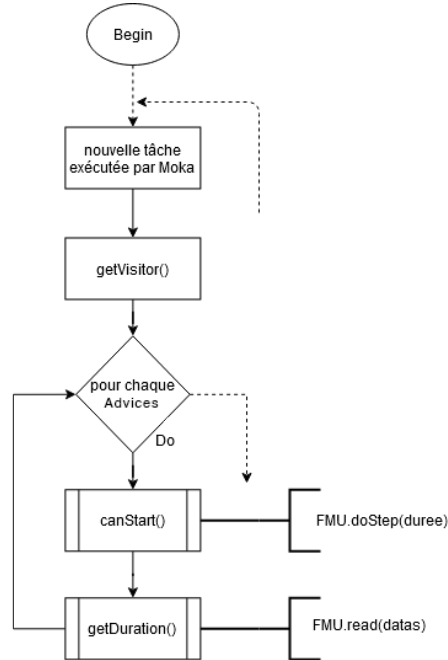 Begin
nouvelle tâche
exécutée par Moka
getVisitor()
pour chaque
Advices
Do
canStart()
FMU.doStep(duree)
getDuration()
FMU.read(datas)